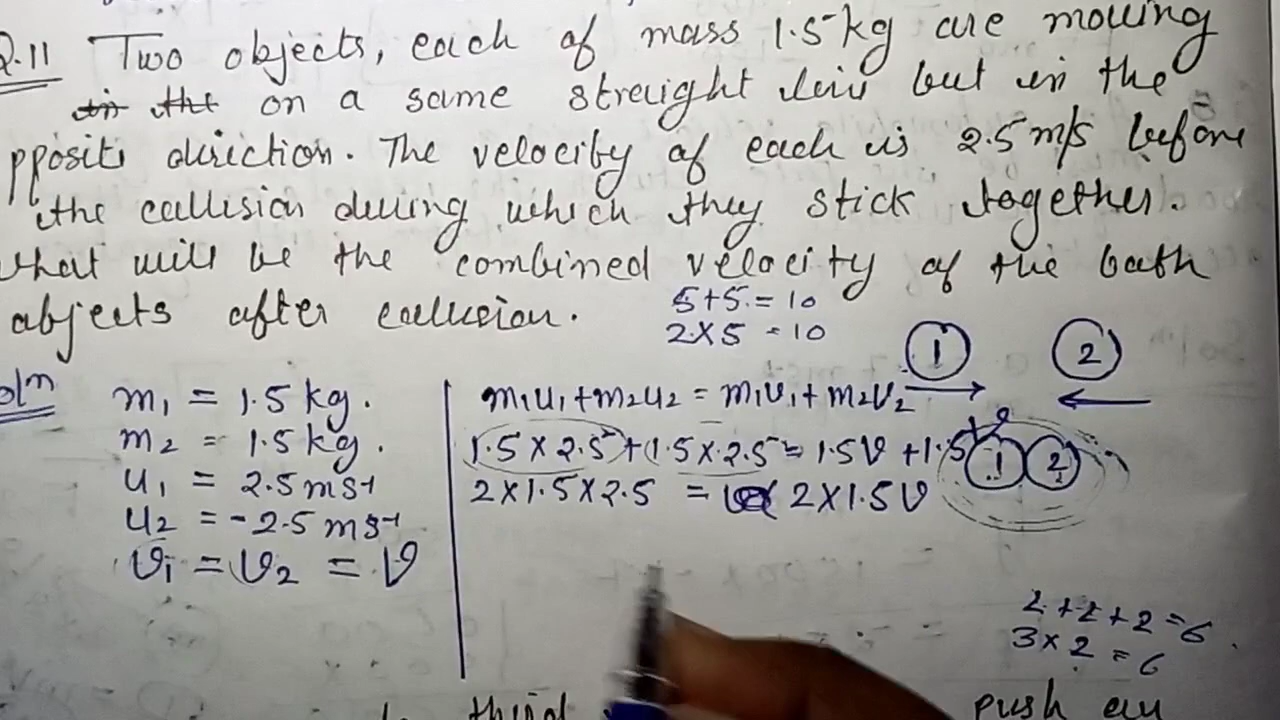 Q.11 Two objects, each of mass 1.5 kg are moving
in the on a same straight line but in the
pposite direction. The velocity of each is 2.5 m/s before
the collision during which they stick together.
what will be the combined velocity of the both
objects after collision.
5+5 = 10
2×5 = 10
① ②
Solⁿ
m₁ = 1.5 kg.
m₂ = 1.5 kg.
u₁ = 2.5 ms⁻¹
u₂ = -2.5 ms⁻¹
v₁ = v₂ = v
m₁u₁ + m₂u₂ = m₁v₁ + m₂v₂
1.5 × 2.5 + 1.5 × 2.5 = 1.5v + 1.5
2 × 1.5 × 2.5 = 2 × 1.5v
① ②
2+2+2 = 6.
3×2 = 6
third push an